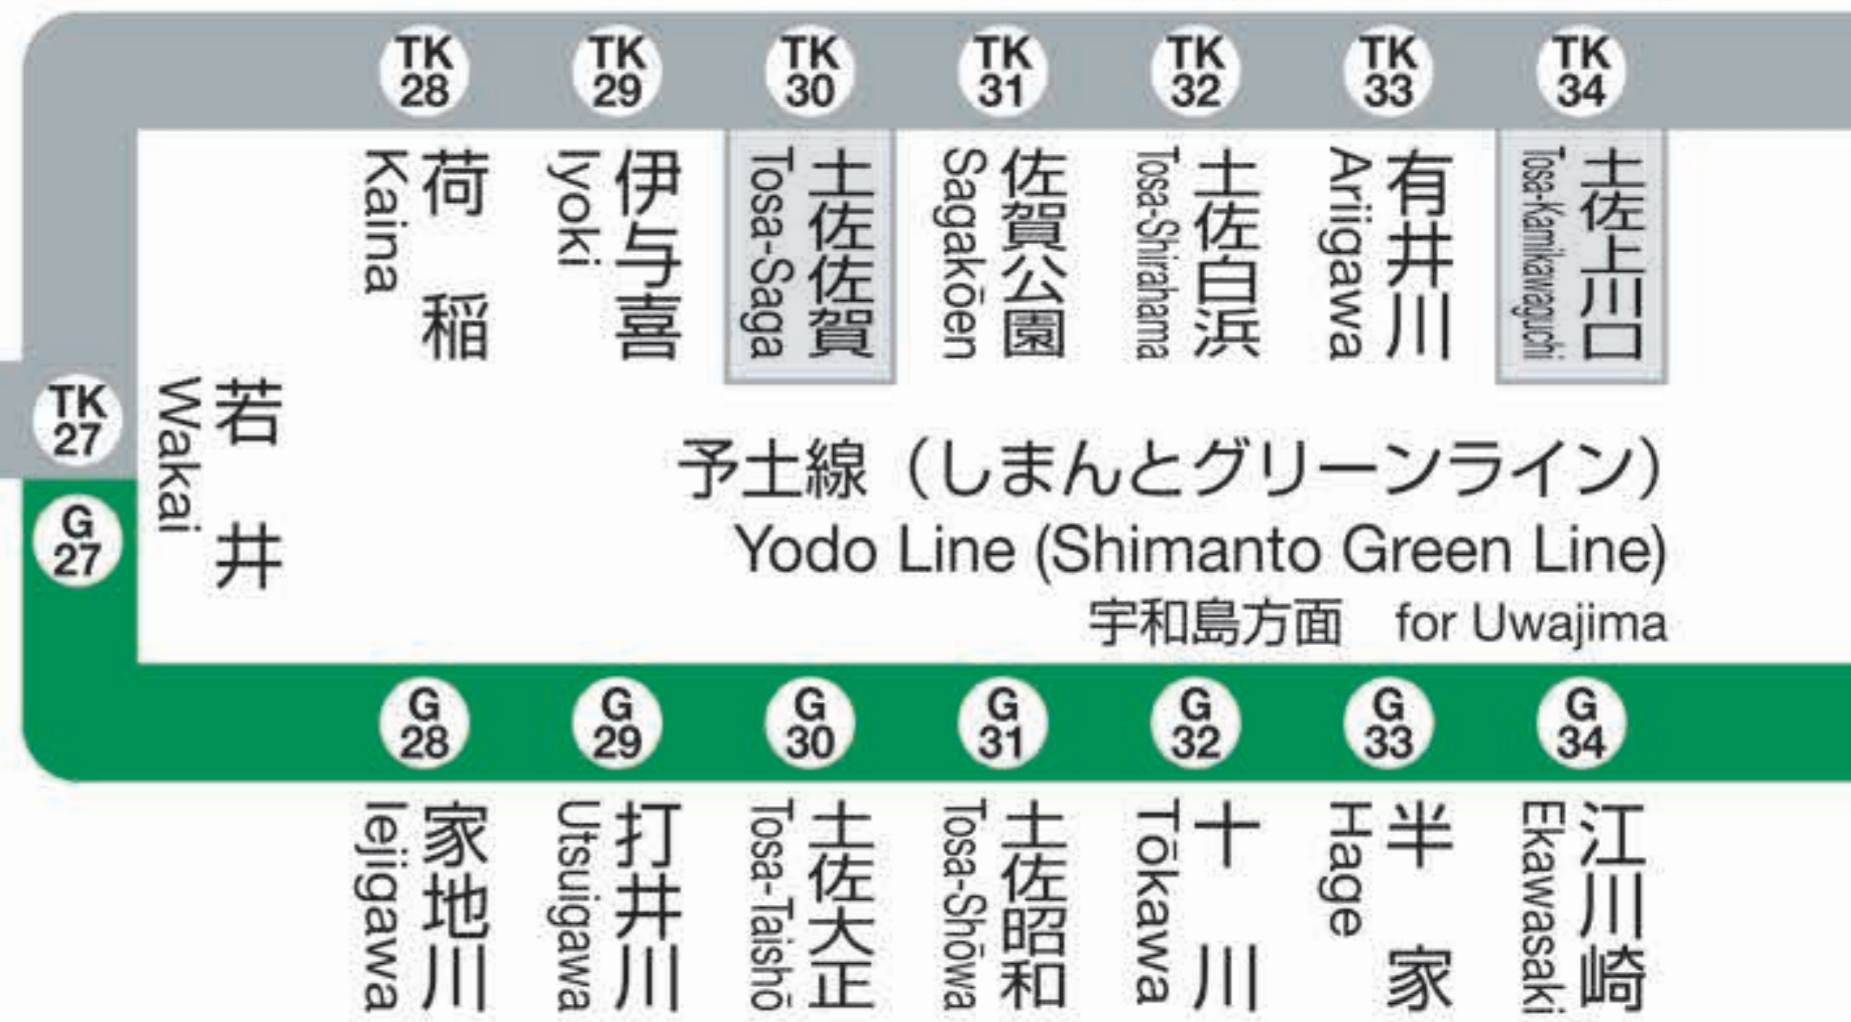 TK 28
荷稲
Kaina
TK 29
伊与喜
Iyoki
TK 30
土佐佐賀
Tosa-Saga
TK 31
佐賀公園
Sagakōen
TK 32
土佐白浜
Tosa-Shirahama
TK 33
有井川
Ariigawa
TK 34
土佐上川口
Tosa-Kamikawaguchi
TK 27
G 27
若井
Wakai
予土線（しまんとグリーンライン）
Yodo Line (Shimanto Green Line)
宇和島方面 for Uwajima
G 28
家地川
Iejigawa
G 29
打井川
Utsuigawa
G 30
土佐大正
Tosa-Taishō
G 31
土佐昭和
Tosa-Shōwa
G 32
十川
Tōkawa
G 33
半家
Hage
G 34
江川崎
Ekawasaki